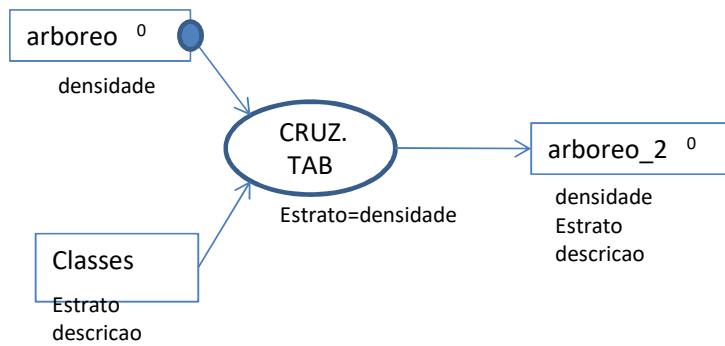 arboreo 0
densidade
CRUZ.
TAB
Estrato=densidade
arboreo_2 0
densidade
Estrato
descricao
Classes
Estrato
descricao